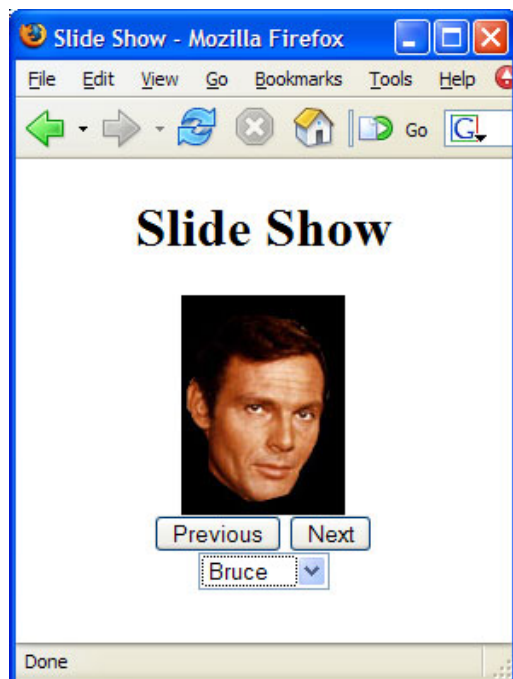 Slide Show - Mozilla Firefox
File Edit View Go Bookmarks Tools Help
Go G
Slide Show
Previous Next
Bruce
Done